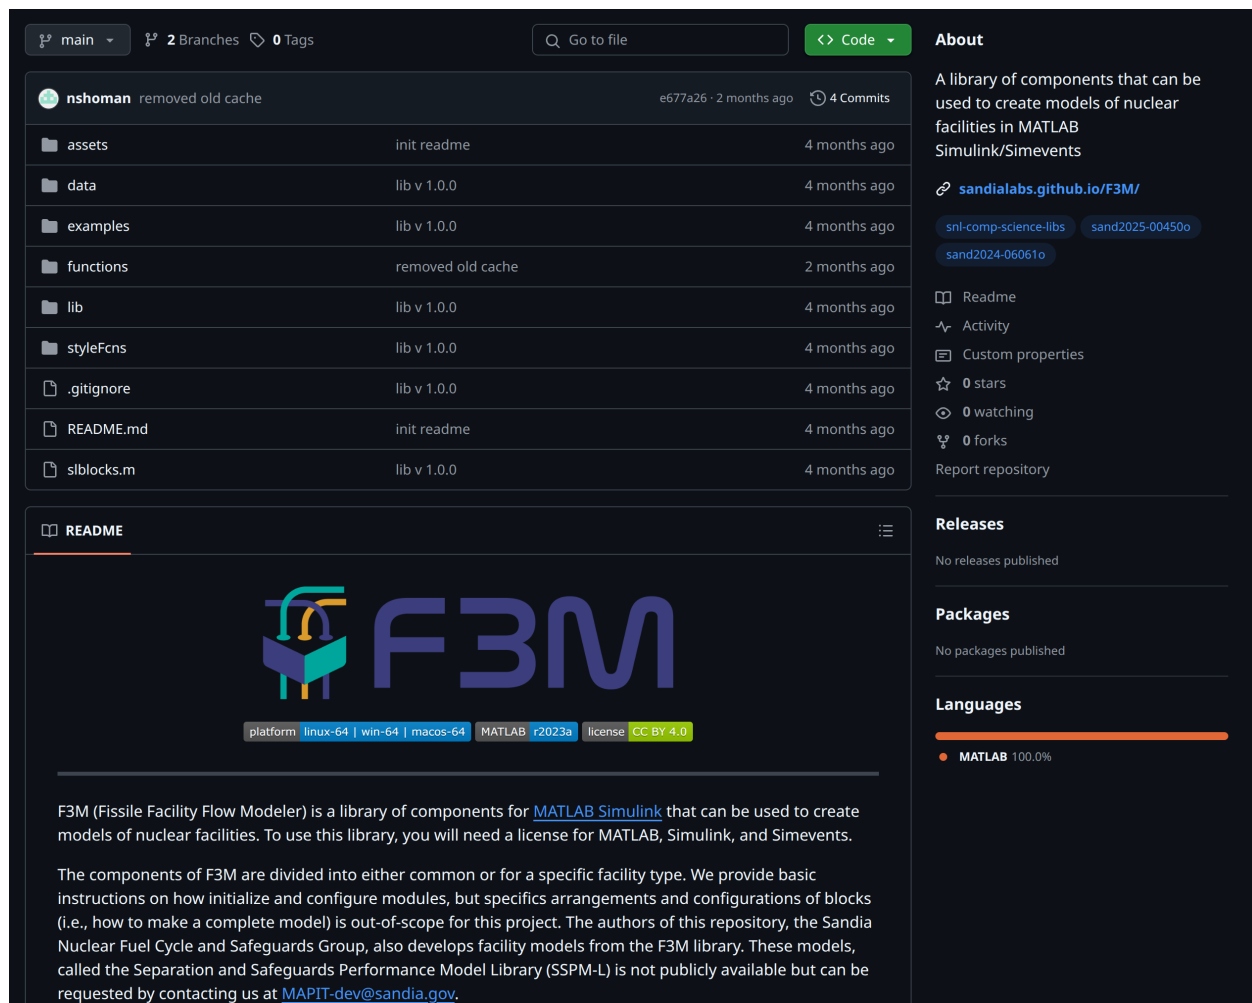 main
2 Branches
0 Tags
Go to file
Code
nshoman removed old cache
e677a26 · 2 months ago
4 Commits
assets init readme 4 months ago
data lib v 1.0.0 4 months ago
examples lib v 1.0.0 4 months ago
functions removed old cache 2 months ago
lib lib v 1.0.0 4 months ago
styleFcns lib v 1.0.0 4 months ago
.gitignore lib v 1.0.0 4 months ago
README.md init readme 4 months ago
slblocks.m lib v 1.0.0 4 months ago
README
F3M
platform linux-64 | win-64 | macos-64 MATLAB r2023a license CC BY 4.0
F3M (Fissile Facility Flow Modeler) is a library of components for MATLAB Simulink that can be used to create
models of nuclear facilities. To use this library, you will need a license for MATLAB, Simulink, and Simevents.
The components of F3M are divided into either common or for a specific facility type. We provide basic
instructions on how initialize and configure modules, but specifics arrangements and configurations of blocks
(i.e., how to make a complete model) is out-of-scope for this project. The authors of this repository, the Sandia
Nuclear Fuel Cycle and Safeguards Group, also develops facility models from the F3M library. These models,
called the Separation and Safeguards Performance Model Library (SSPM-L) is not publicly available but can be
requested by contacting us at MAPIT-dev@sandia.gov.
About
A library of components that can be
used to create models of nuclear
facilities in MATLAB
Simulink/Simevents
sandialabs.github.io/F3M/
snl-comp-science-libs sand2025-00450o
sand2024-06061o
Readme
Activity
Custom properties
0 stars
0 watching
0 forks
Report repository
Releases
No releases published
Packages
No packages published
Languages
MATLAB 100.0%